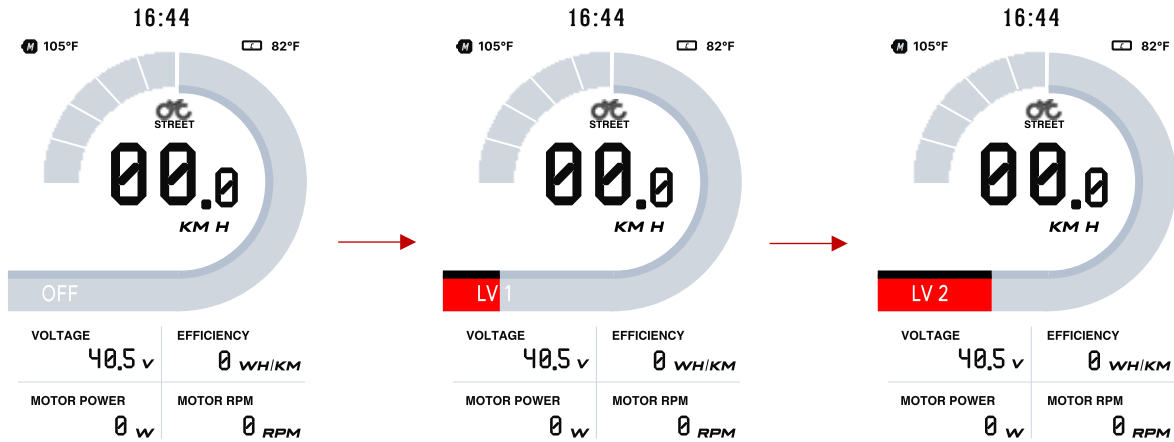 16:44
M 105°F
C 82°F
STREET
00.0
KM H
OFF
VOLTAGE
40.5 V
EFFICIENCY
0 WH/KM
MOTOR POWER
0 W
MOTOR RPM
0 RPM
16:44
M 105°F
C 82°F
STREET
00.0
KM H
LV 1
VOLTAGE
40.5 V
EFFICIENCY
0 WH/KM
MOTOR POWER
0 W
MOTOR RPM
0 RPM
16:44
M 105°F
C 82°F
STREET
00.0
KM H
LV 2
VOLTAGE
40.5 V
EFFICIENCY
0 WH/KM
MOTOR POWER
0 W
MOTOR RPM
0 RPM